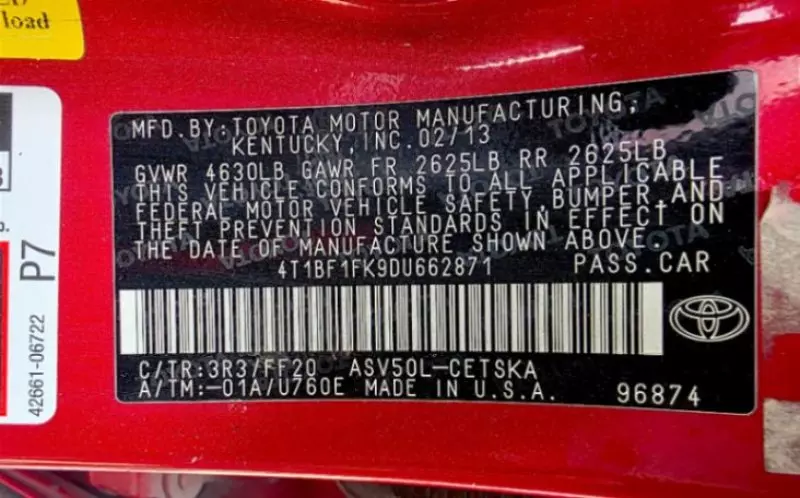 load
P7
42661-06722
MFD.BY:TOYOTA MOTOR MANUFACTURING,
KENTUCKY,INC.02/13
GVWR 4630LB GAWR FR 2625LB RR 2625LB
THIS VEHICLE CONFORMS TO ALL APPLICABLE
FEDERAL MOTOR VEHICLE SAFETY,BUMPER,AND
THEFT PREVENTION STANDARDS IN EFFECT ON
THE DATE OF MANUFACTURE SHOWN ABOVE.
4T1BF1FK9DU662871 PASS.CAR
C/TR:3R3/FF20 ASV50L-CETSKA
A/TM:-01A/U760E MADE IN U.S.A. 96874